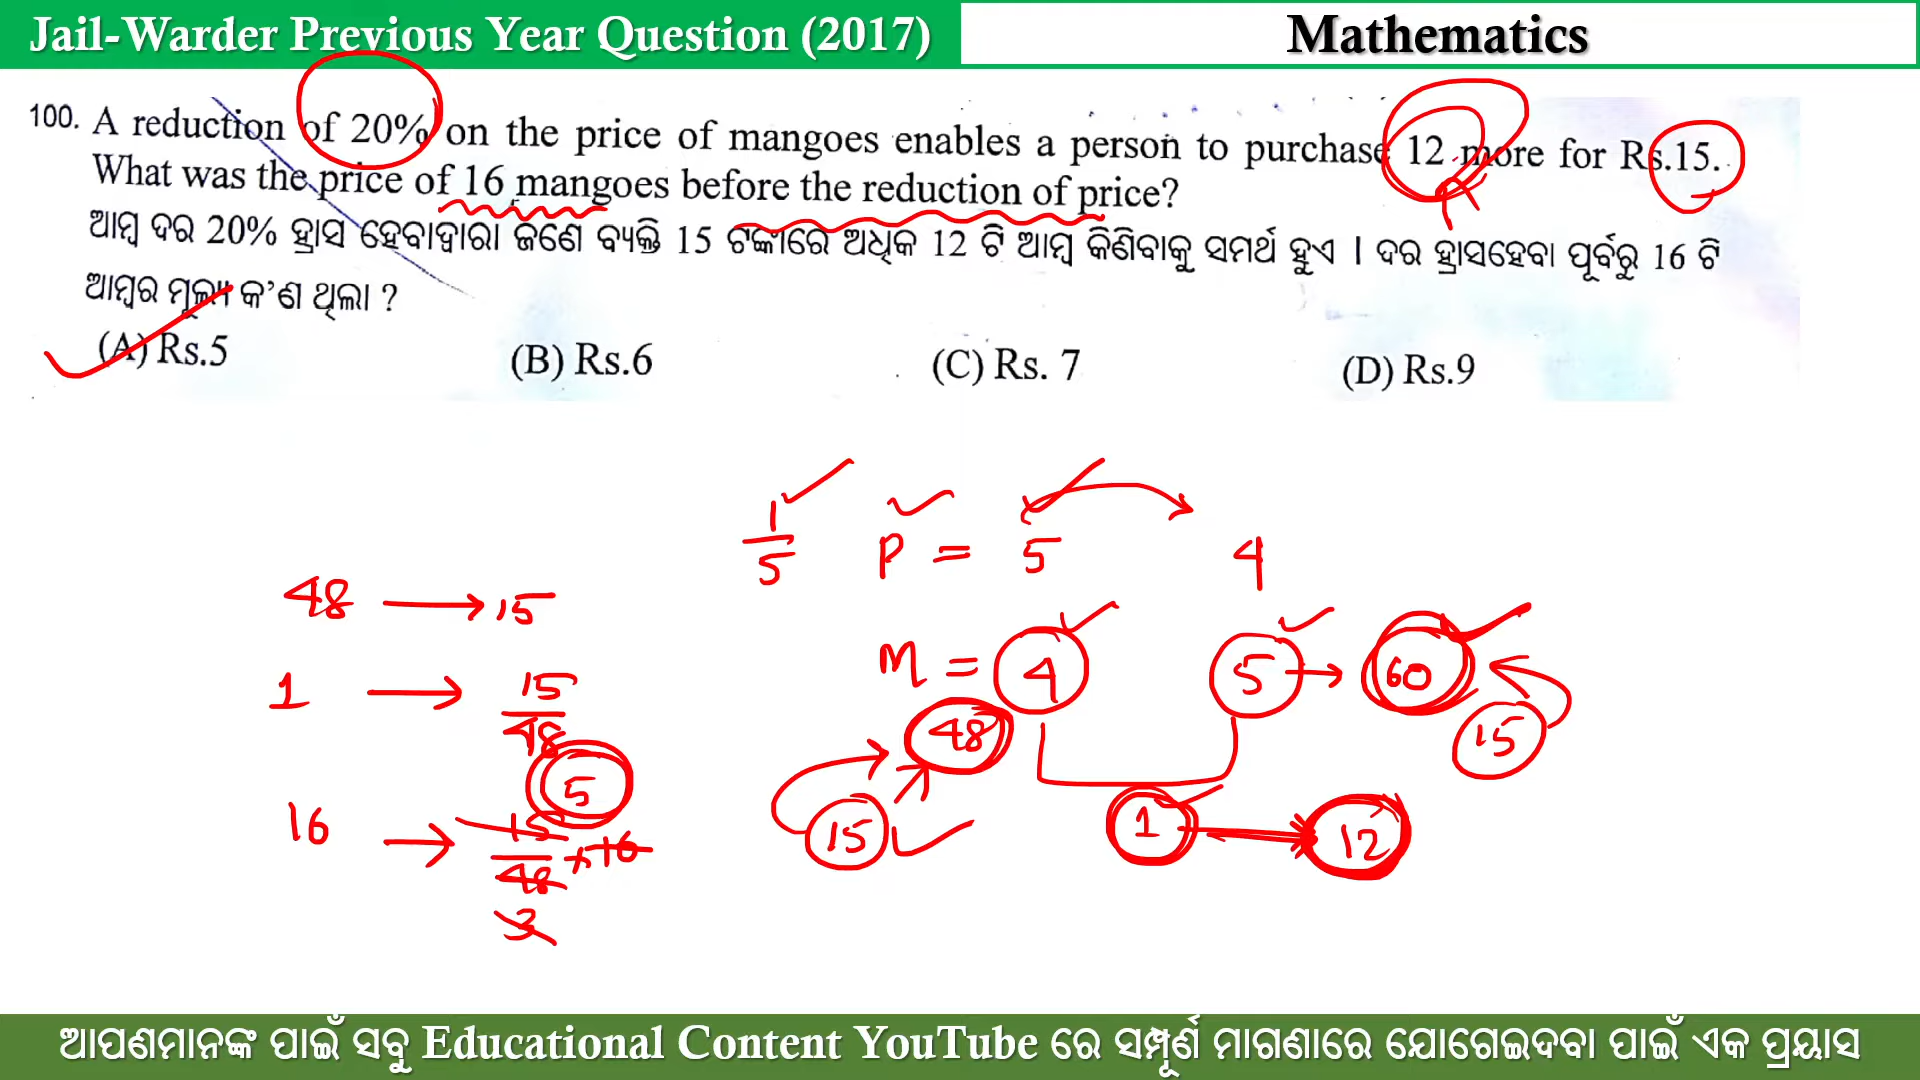 Jail-Warder Previous Year Question (2017)
Mathematics
100. A reduction of 20% on the price of mangoes enables a person to purchase 12 more for Rs.15.
What was the price of 16 mangoes before the reduction of price?
ଆମ୍ବ ଦର 20% ହ୍ରାସ ହେବାଦ୍ୱାରା ଜଣେ ବ୍ୟକ୍ତି 15 ଟଙ୍କାରେ ଅଧିକ 12 ଟି ଆମ୍ବ କିଣିବାକୁ ସମର୍ଥ ହୁଏ । ଦର ହ୍ରାସହେବା ପୂର୍ବରୁ 16 ଟି
ଆମ୍ବର ମୂଲ୍ୟ କ'ଣ ଥିଲା ?
(A) Rs.5 (B) Rs.6 (C) Rs. 7 (D) Rs.9
1/5 P = 5 4
48 → 15
M = 4 5 → 60
1 → 15/48
48 15
5
16 → 15/48 × 16
15 1 → 12
3
ଆପଣମାନଙ୍କ ପାଇଁ ସବୁ Educational Content YouTube ରେ ସମ୍ପୂର୍ଣ ମାଗଣାରେ ଯୋଗେଇଦବା ପାଇଁ ଏକ ପ୍ରୟାସ